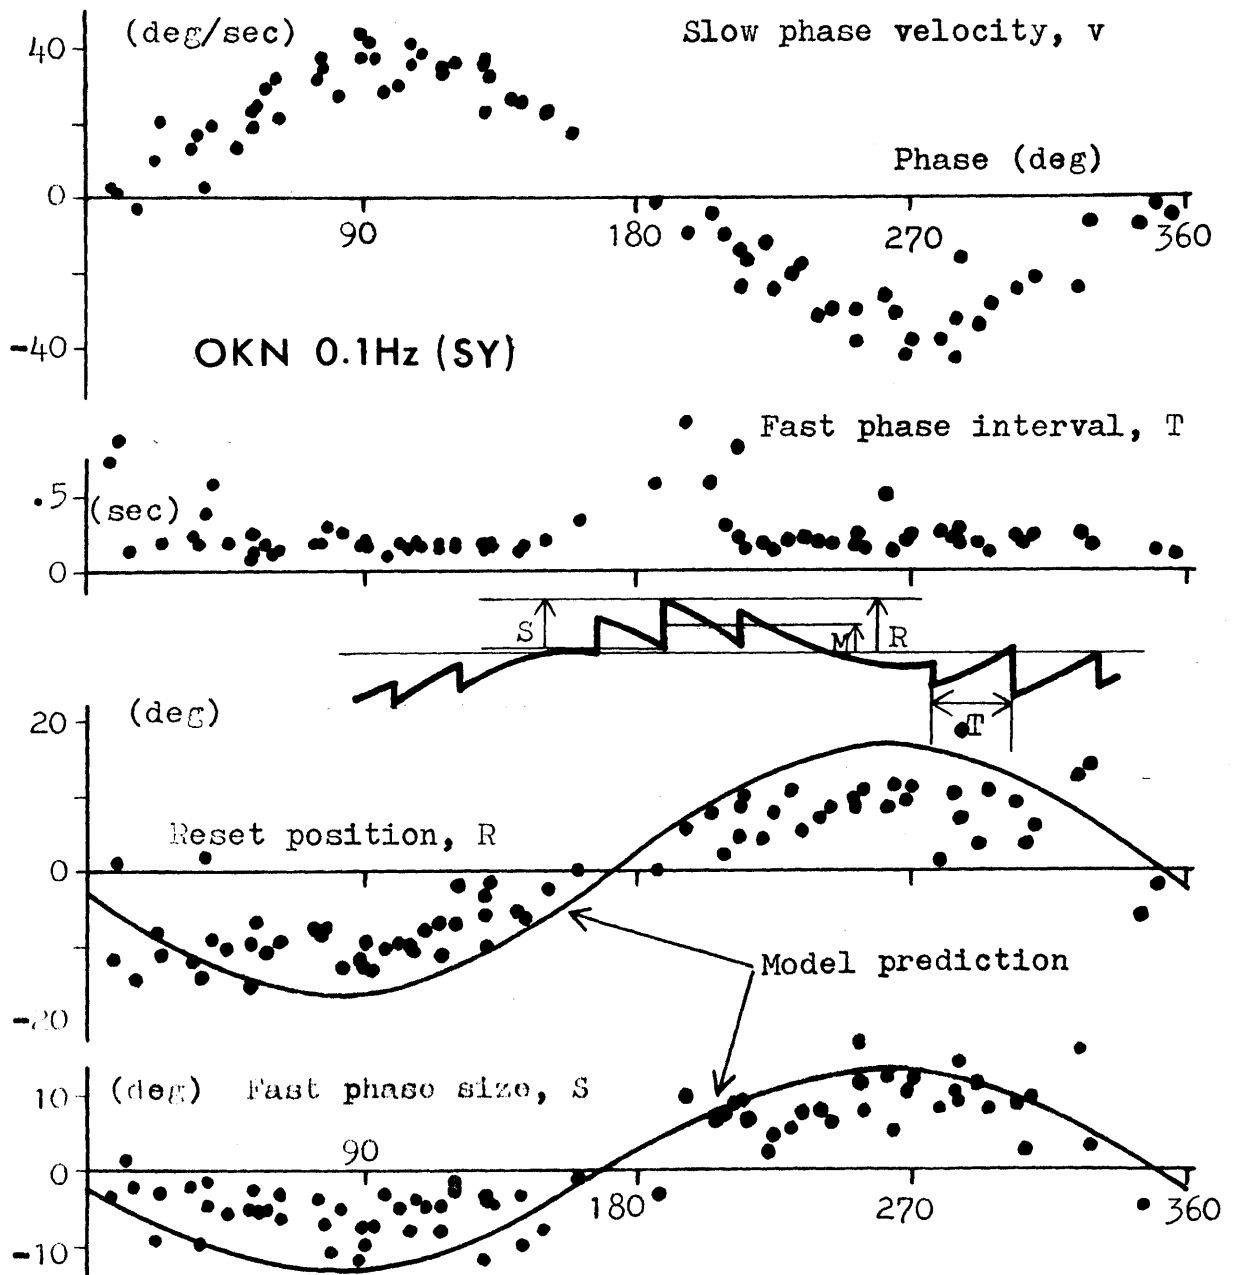 (deg/sec)
Slow phase velocity, v
40
Phase (deg)
0
90
180
270
360
-40
OKN 0.1Hz (SY)
Fast phase interval, T
.5
(sec)
0
S
M
R
T
(deg)
20
Reset position, R
0
Model prediction
-20
(deg) Fast phase size, S
10
90
0
180
270
360
-10